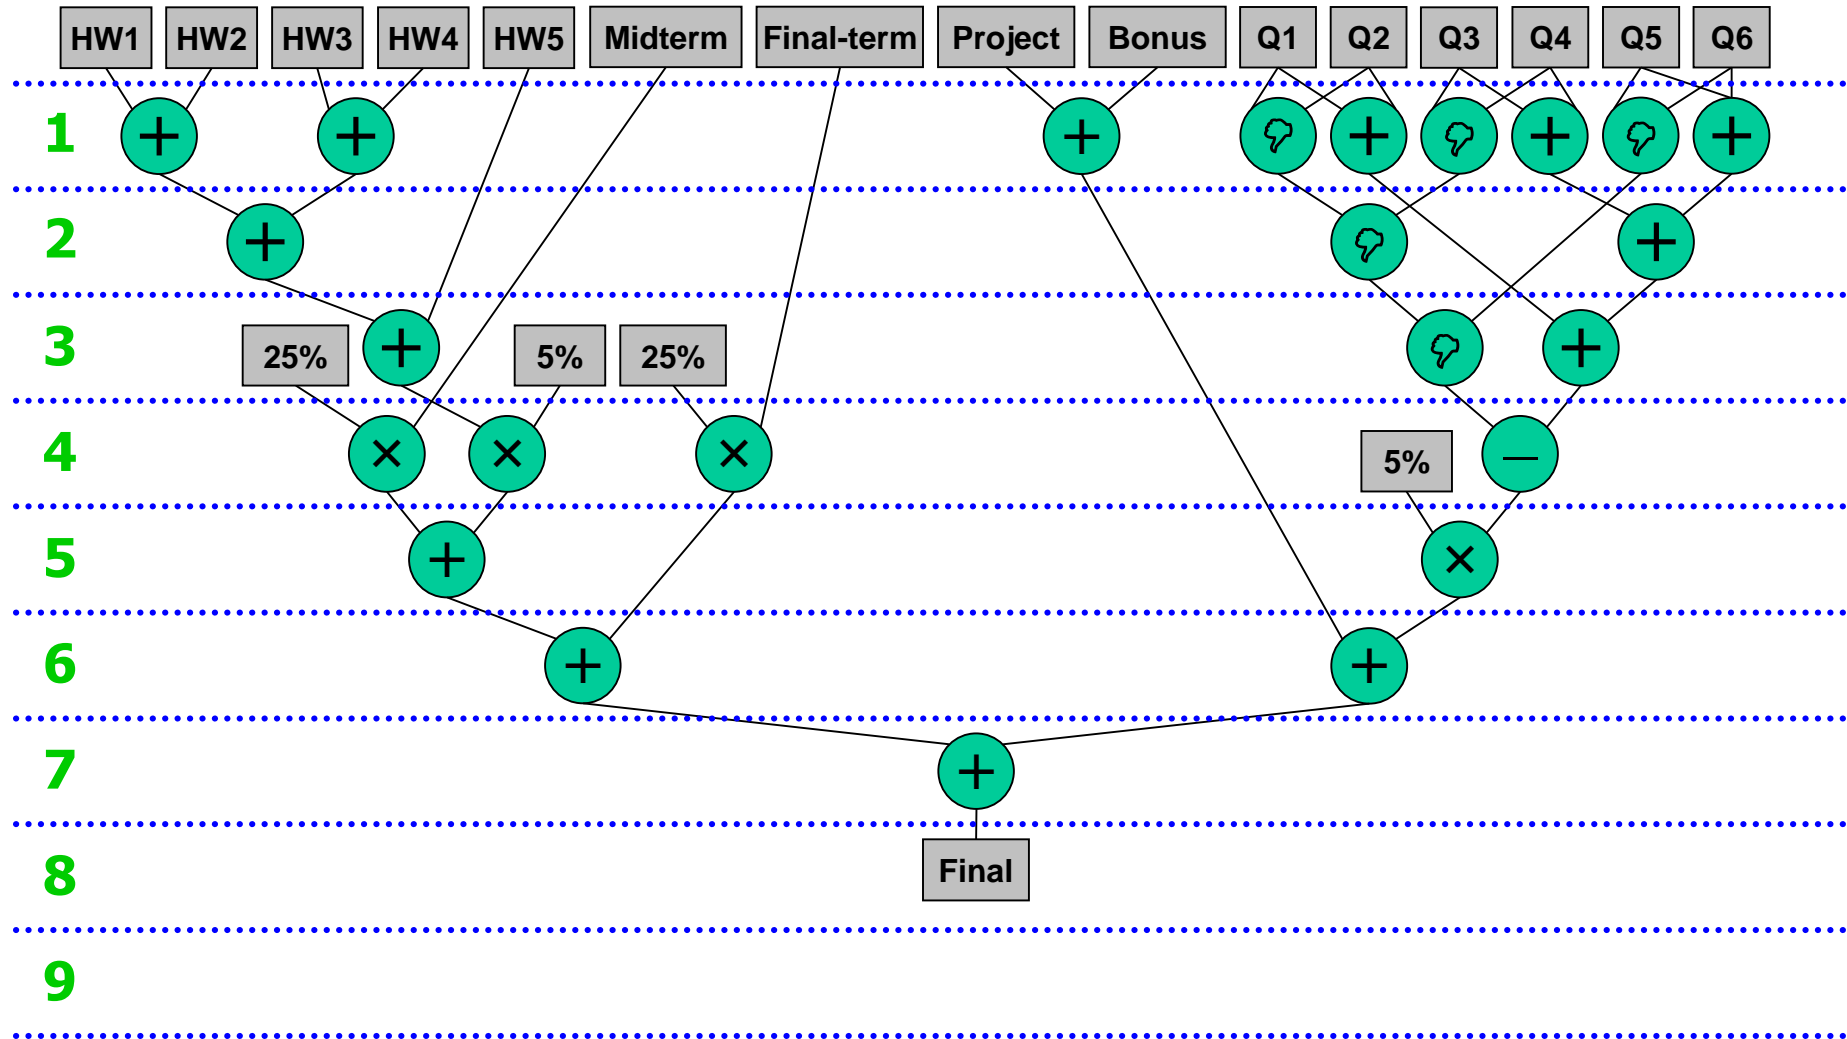 HW1 HW2 HW3 HW4 HW5 Midterm Final-term Project Bonus Q1 Q2 Q3 Q4 Q5 Q6
1 + + + + + +
2 + +
3 25% + 5% 25% +
4 × × × 5% —
5 + ×
6 + +
7 +
8 Final
9